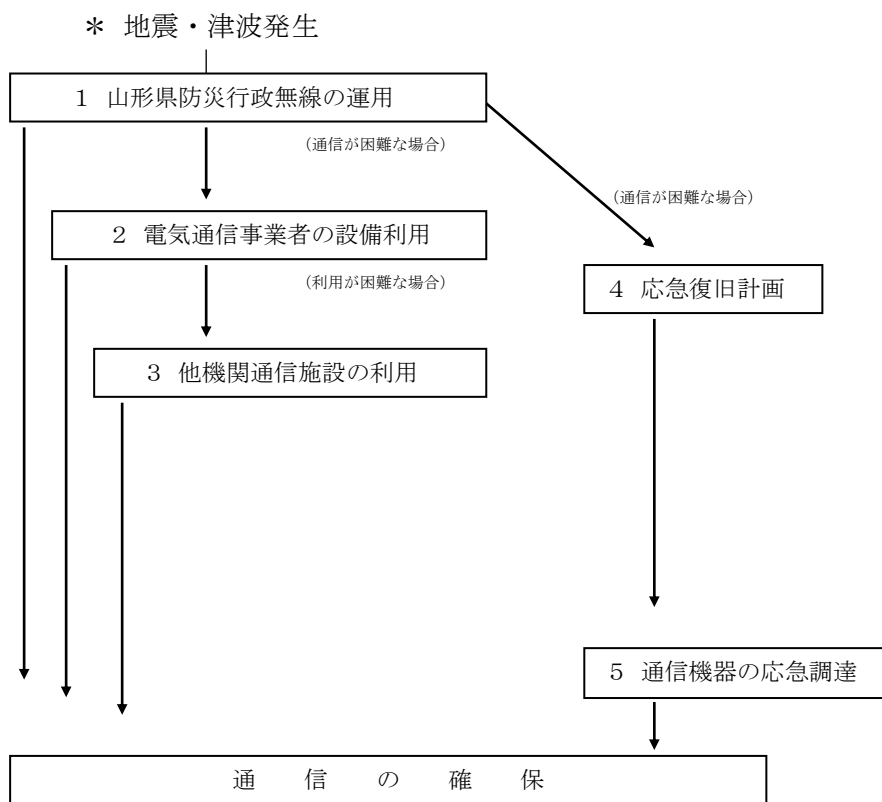 ＊ 地震・津波発生
１ 山形県防災行政無線の運用
(通信が困難な場合)
(通信が困難な場合)
２ 電気通信事業者の設備利用
(利用が困難な場合)
４ 応急復旧計画
３ 他機関通信施設の利用
５ 通信機器の応急調達
通 信 の 確 保